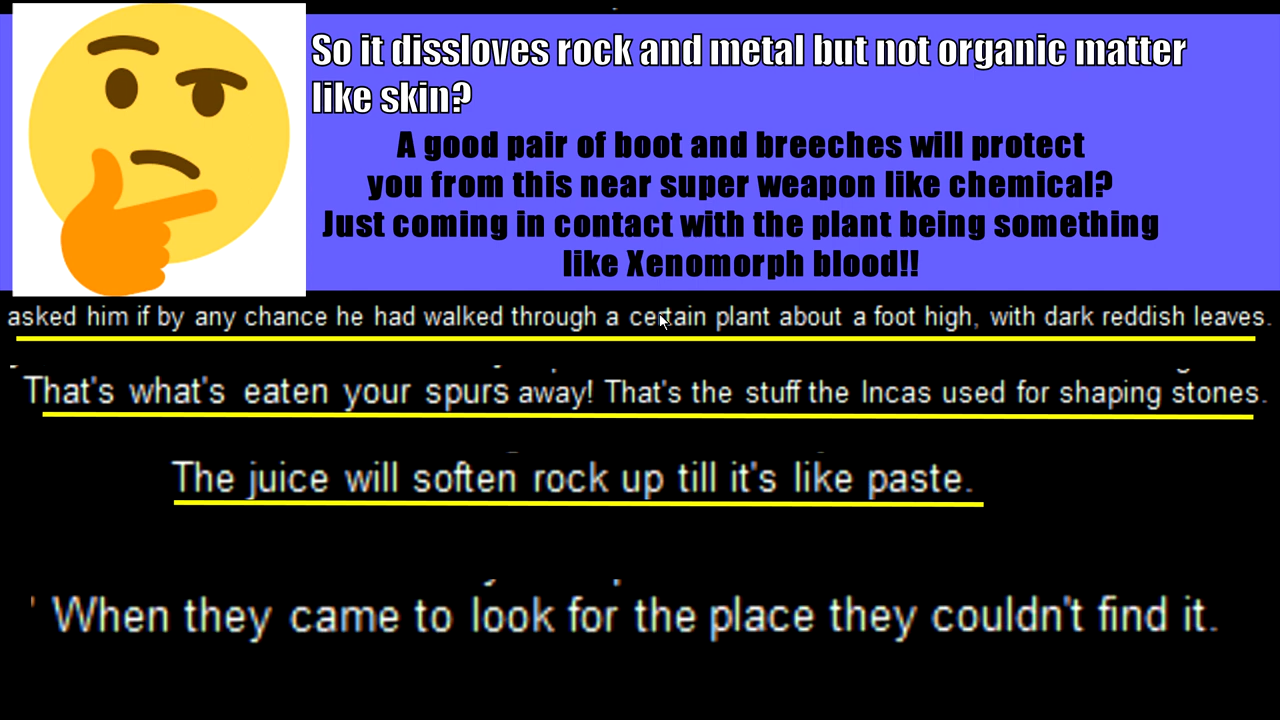 So it dissloves rock and metal but not organic matter
like skin?
A good pair of boot and breeches will protect
you from this near super weapon like chemical?
Just coming in contact with the plant being something
like Xenomorph blood!!
asked him if by any chance he had walked through a certain plant about a foot high, with dark reddish leaves.
That's what's eaten your spurs away! That's the stuff the Incas used for shaping stones.
The juice will soften rock up till it's like paste.
' When they came to look for the place they couldn't find it.